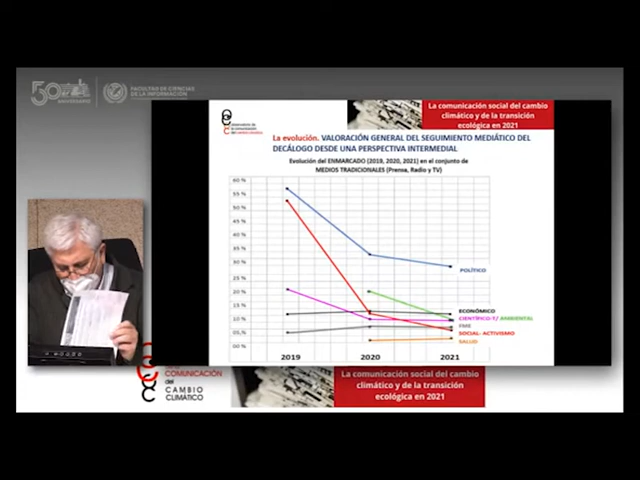 50
ANIVERSARIO
FACULTAD DE CIENCIAS
DE LA INFORMACIÓN
La comunicación social del cambio
climático y de la transición
ecológica en 2021
La evolución. VALORACIÓN GENERAL DEL SEGUIMIENTO MEDIÁTICO DEL
DECÁLOGO DESDE UNA PERSPECTIVA INTERMEDIAL
Evolución del ENMARCADO (2019, 2020, 2021) en el conjunto de
MEDIOS TRADICIONALES (Prensa, Radio y TV)
60 %
55 %
50 %
45 %
40 %
35 %
30 %
25 %
20 %
15 %
10 %
05,%
00 %
POLÍTICO
ECONÓMICO
CIENTÍFICO-T/ AMBIENTAL
SOCIAL- ACTIVISMO
SALUD
2019
2020
2021
COMUNICACIÓN
del
CAMBIO
CLIMÁTICO
La comunicación social del cambio
climático y de la transición
ecológica en 2021